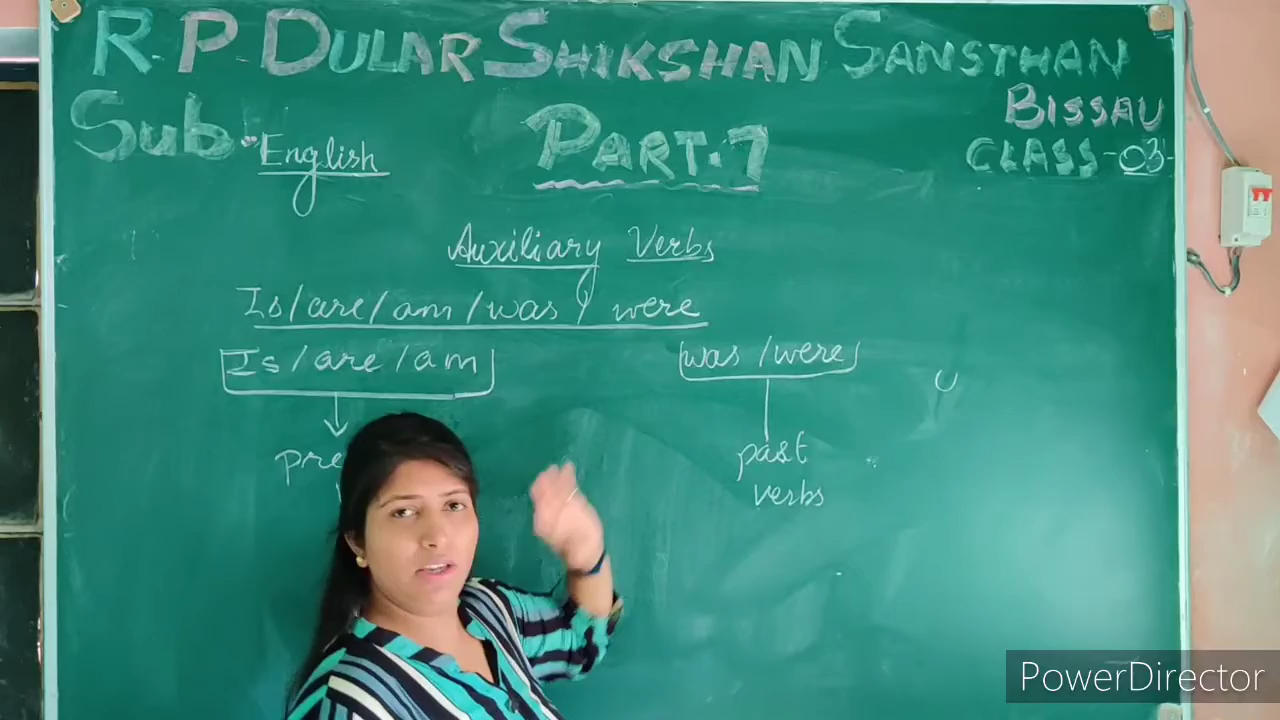 R. P. DULAR SHIKSHAN SANSTHAN
BISSAU
Sub. English
PART-7
CLASS-03
Auxiliary Verbs
Is/are/am/was/were
Is/are/am
was/were
past
verbs
PowerDirector